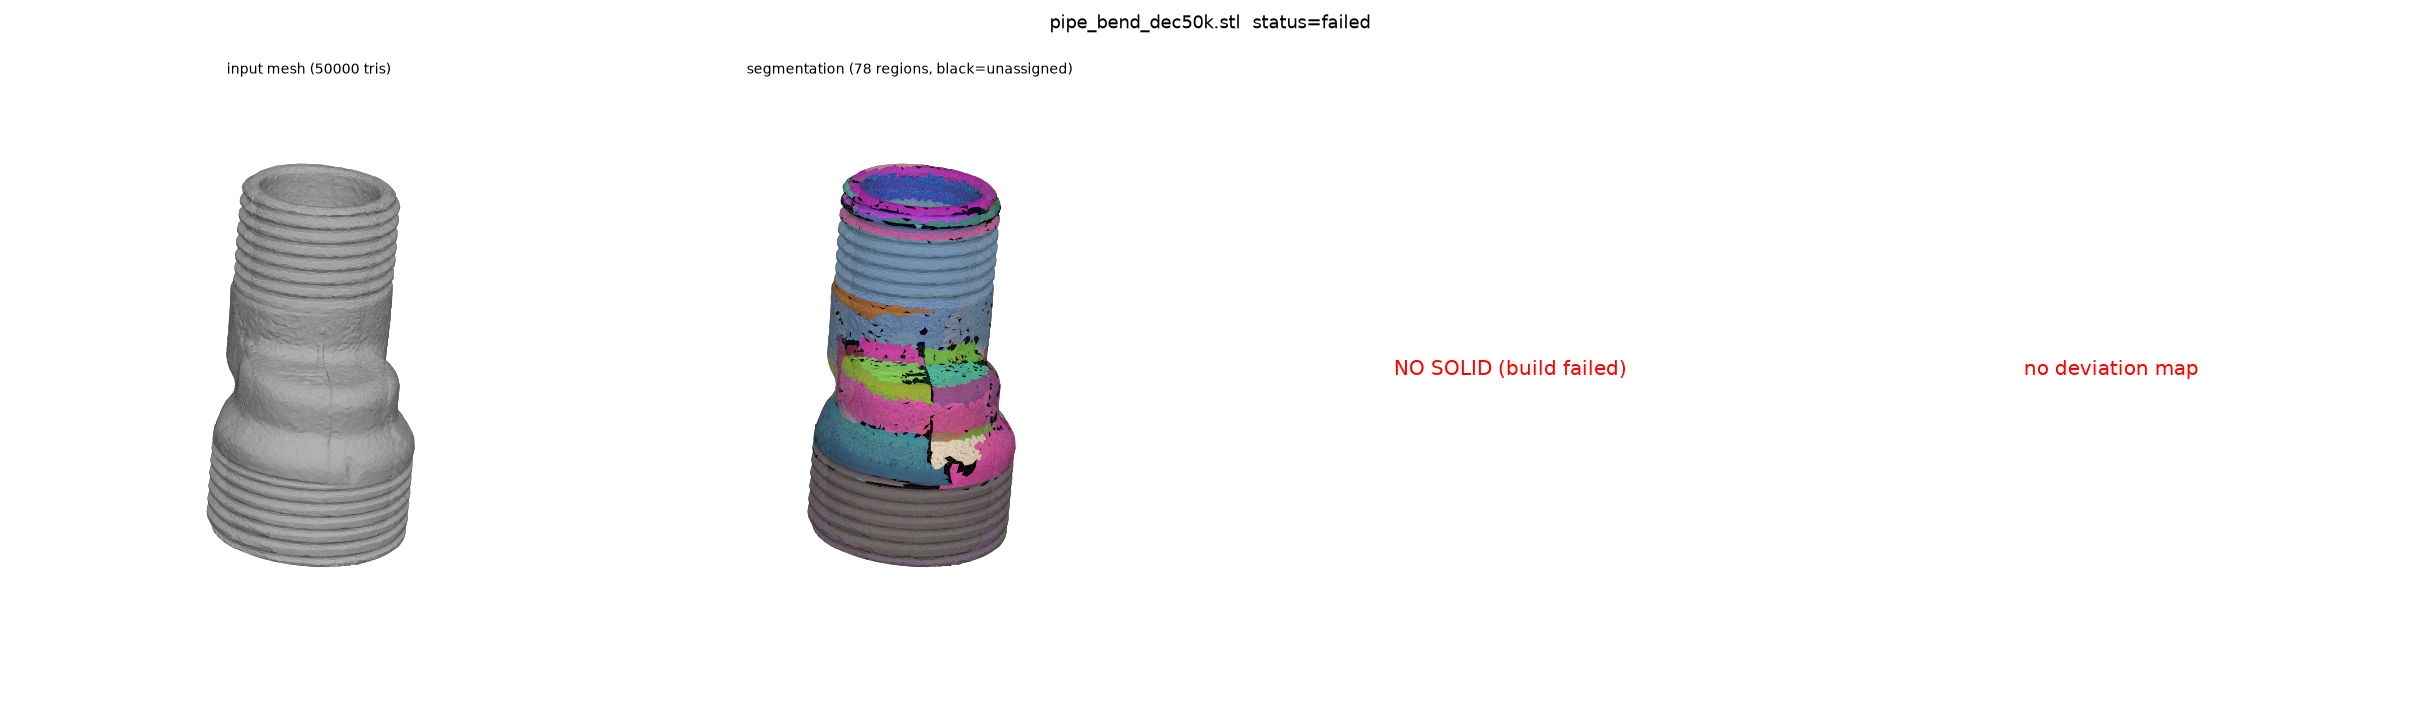 pipe_bend_dec50k.stl  status=failed
input mesh (50000 tris)
segmentation (78 regions, black=unassigned)
NO SOLID (build failed)
no deviation map